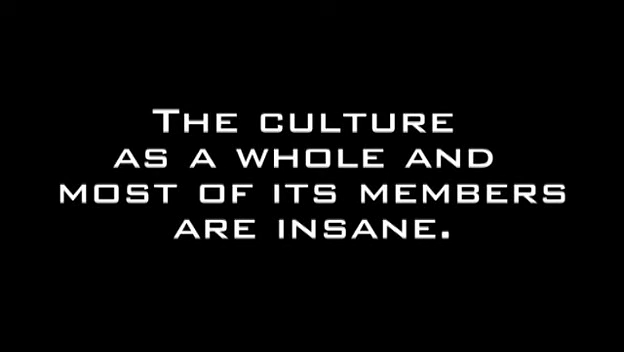 The culture
as a whole and
most of its members
are insane.